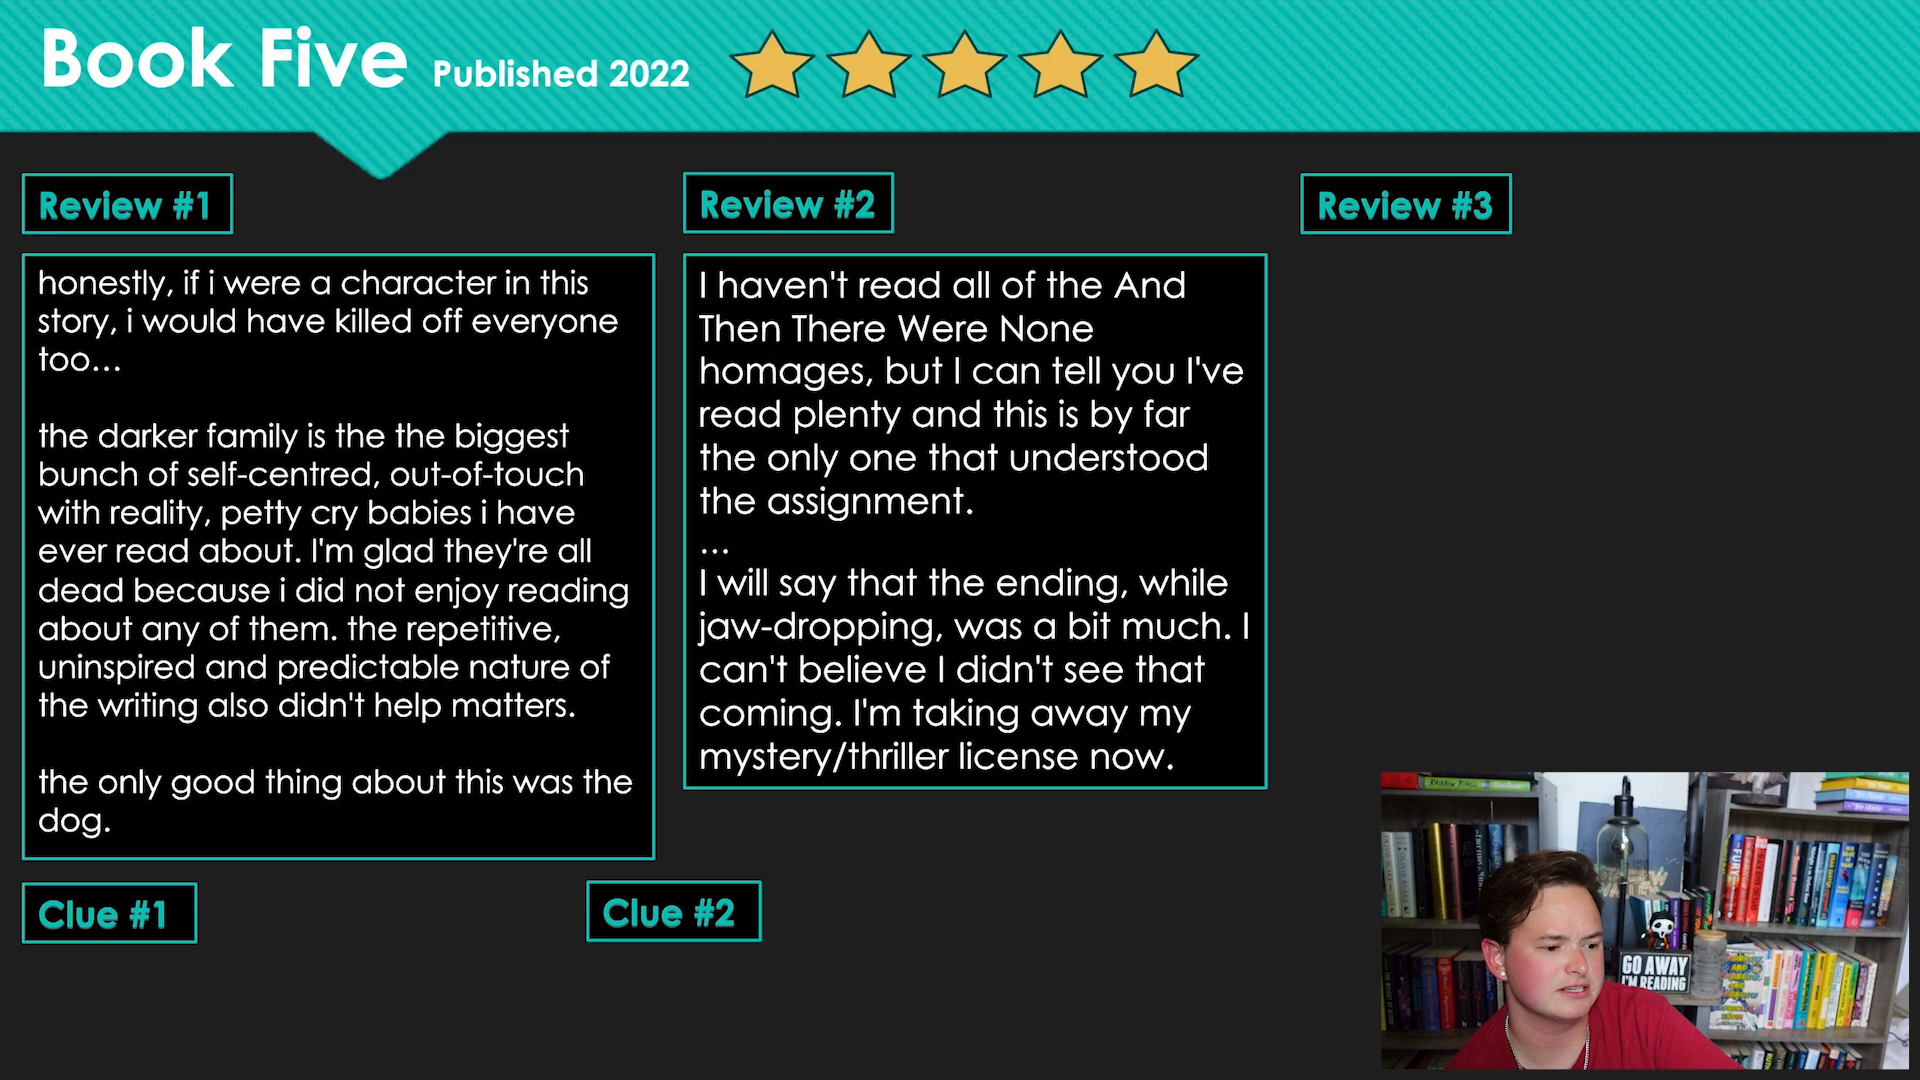 Book Five Published 2022
Review #1
honestly, if i were a character in this
story, i would have killed off everyone
too...
the darker family is the the biggest
bunch of self-centred, out-of-touch
with reality, petty cry babies i have
ever read about. I'm glad they're all
dead because i did not enjoy reading
about any of them. the repetitive,
uninspired and predictable nature of
the writing also didn't help matters.
the only good thing about this was the
dog.
Review #2
I haven't read all of the And
Then There Were None
homages, but I can tell you I've
read plenty and this is by far
the only one that understood
the assignment.
...
I will say that the ending, while
jaw-dropping, was a bit much. I
can't believe I didn't see that
coming. I'm taking away my
mystery/thriller license now.
Review #3
Clue #1
Clue #2
GO AWAY
I'M READING